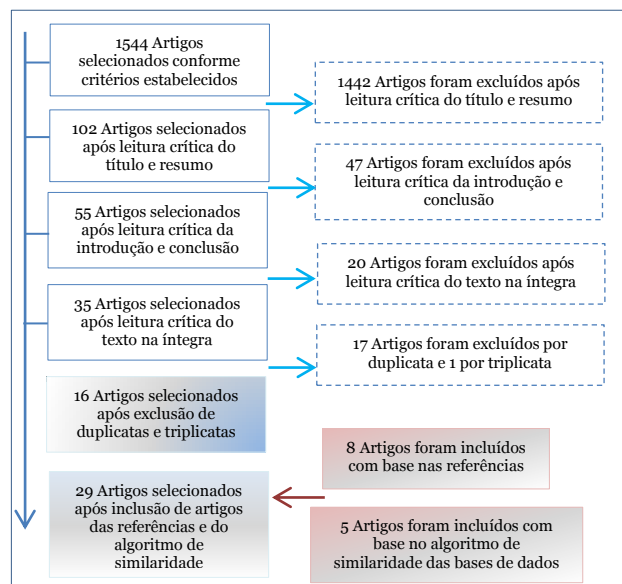 1544 Artigos
selecionados conforme
critérios estabelecidos
1442 Artigos foram excluídos após
leitura crítica do título e resumo
102 Artigos selecionados
após leitura crítica do
título e resumo
47 Artigos foram excluídos após
leitura crítica da introdução e
conclusão
55 Artigos selecionados
após leitura crítica da
introdução e conclusão
20 Artigos foram excluídos após
leitura crítica do texto na íntegra
35 Artigos selecionados
após leitura crítica do
texto na íntegra
17 Artigos foram excluídos por
duplicata e 1 por triplicata
16 Artigos selecionados
após exclusão de
duplicatas e triplicatas
8 Artigos foram incluídos
com base nas referências
29 Artigos selecionados
após inclusão de artigos
das referências e do
algoritmo de
similaridade
5 Artigos foram incluídos com
base no algoritmo de
similaridade das bases de dados